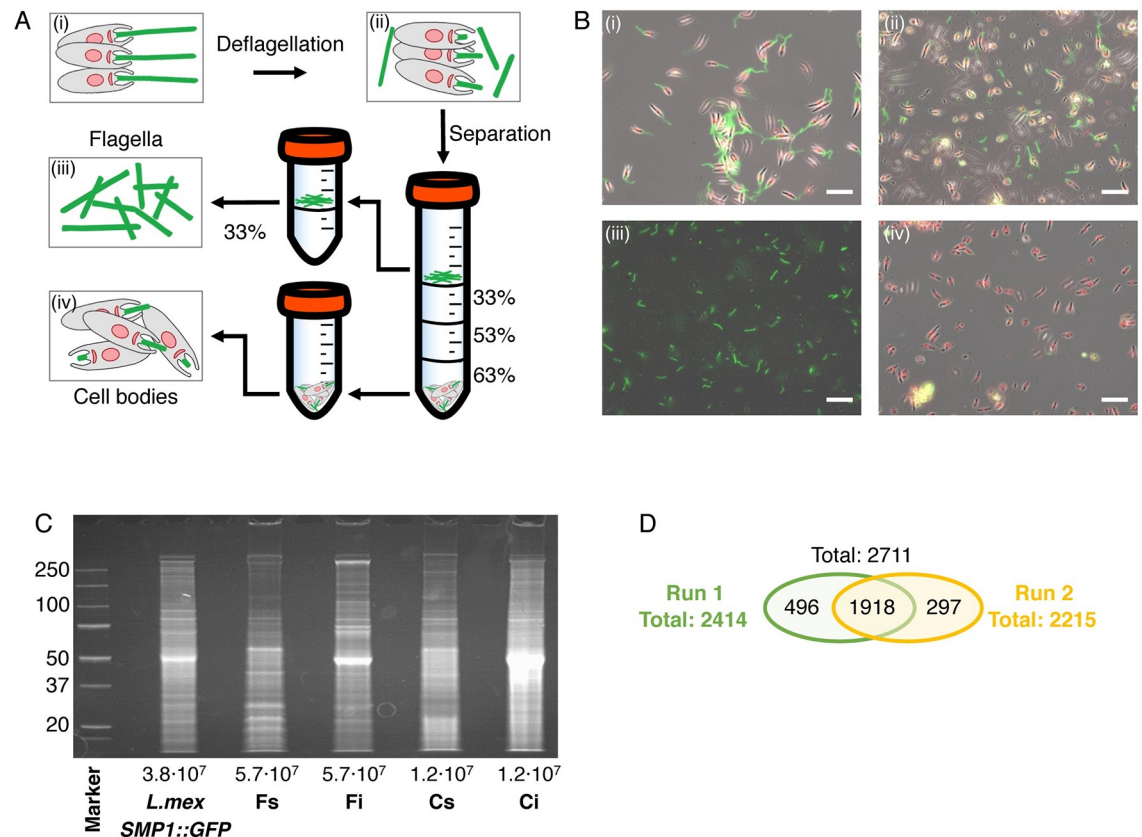 A
(i)
Deflagellation
(ii)
Separation
Flagella
(iii)
33%
(iv)
Cell bodies
33%
53%
63%
B
(i)
(ii)
(iii)
(iv)
C
250
100
50
37
20
Marker
3.8·10⁷
5.7·10⁷
5.7·10⁷
1.2·10⁷
1.2·10⁷
L.mex
SMP1::GFP
Fs
Fi
Cs
Ci
D
Total: 2711
Run 1
Total: 2414
496
1918
297
Run 2
Total: 2215